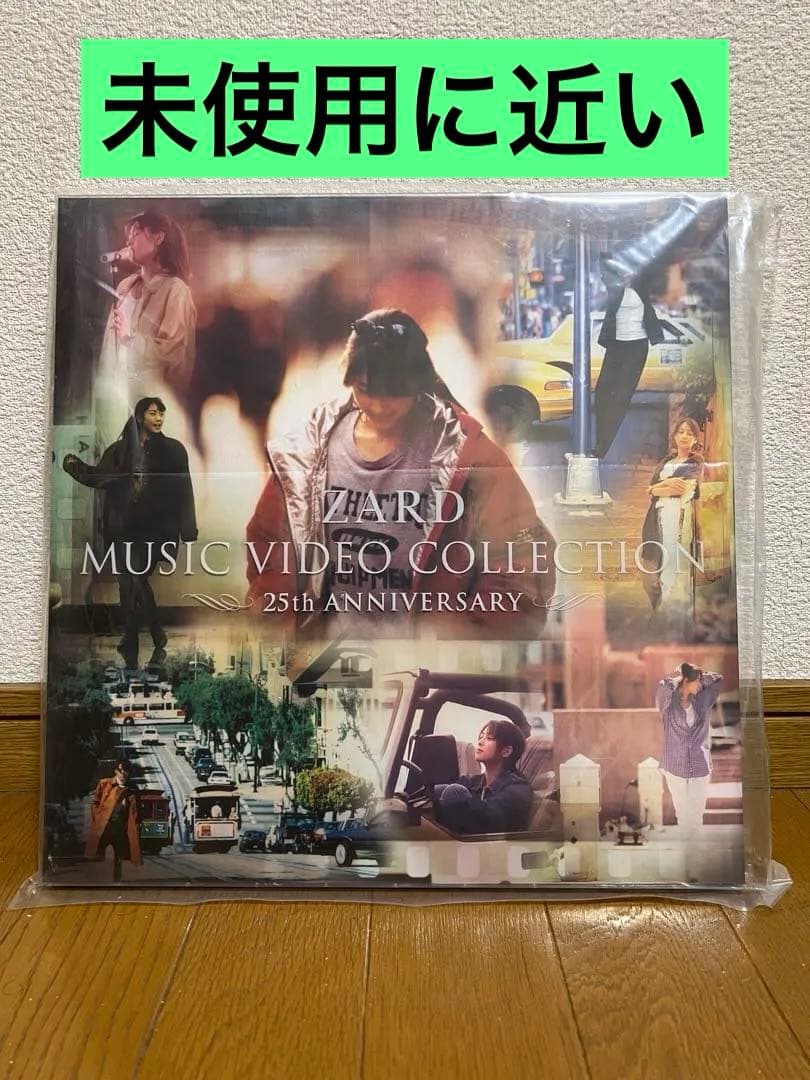 未使用に近い
ZARD
MUSIC VIDEO COLLECTION
25th ANNIVERSARY